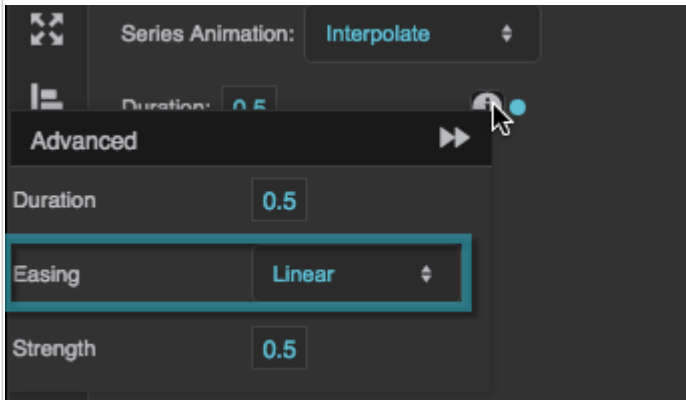 Series Animation: Interpolate
Duration: 0.5
Advanced
Duration 0.5
Easing Linear
Strength 0.5